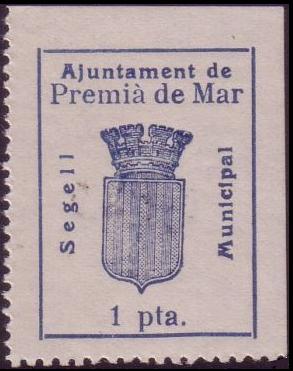 Ajuntament de
Premià de Mar
Segell
Municipal
1 pta.